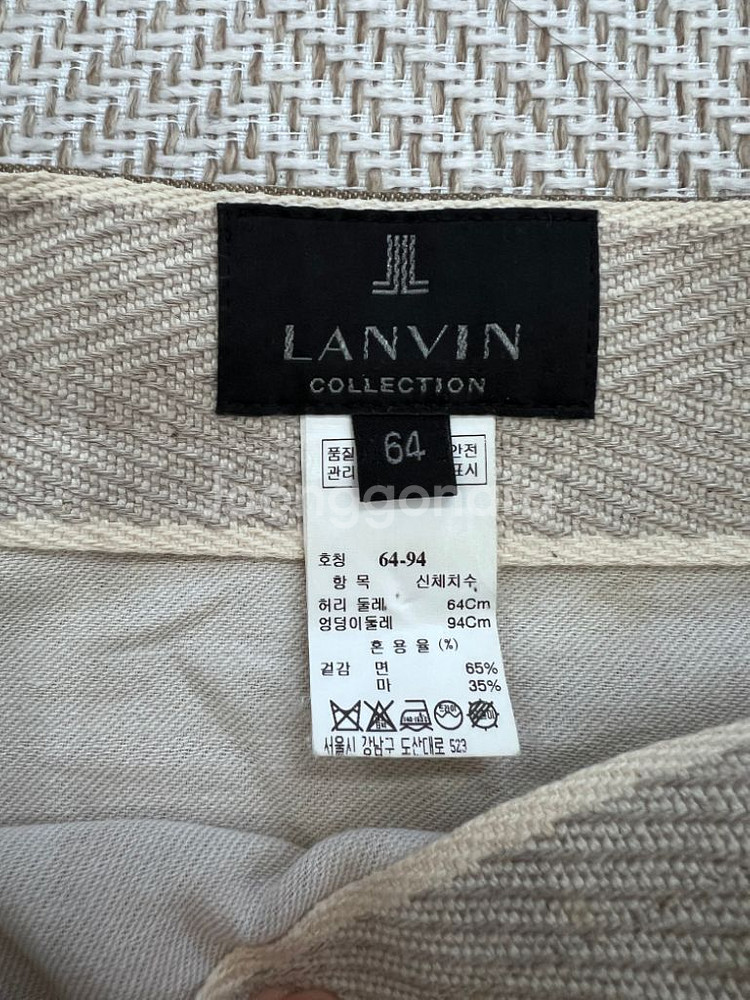 LANVIN
COLLECTION
64
품질
안전
관리
표시
호칭 64-94
항목 신체치수
허리 둘레 64Cm
엉덩이둘레 94Cm
혼용율 (%)
겉감 면 65%
마 35%
서울시 강남구 도산대로 523